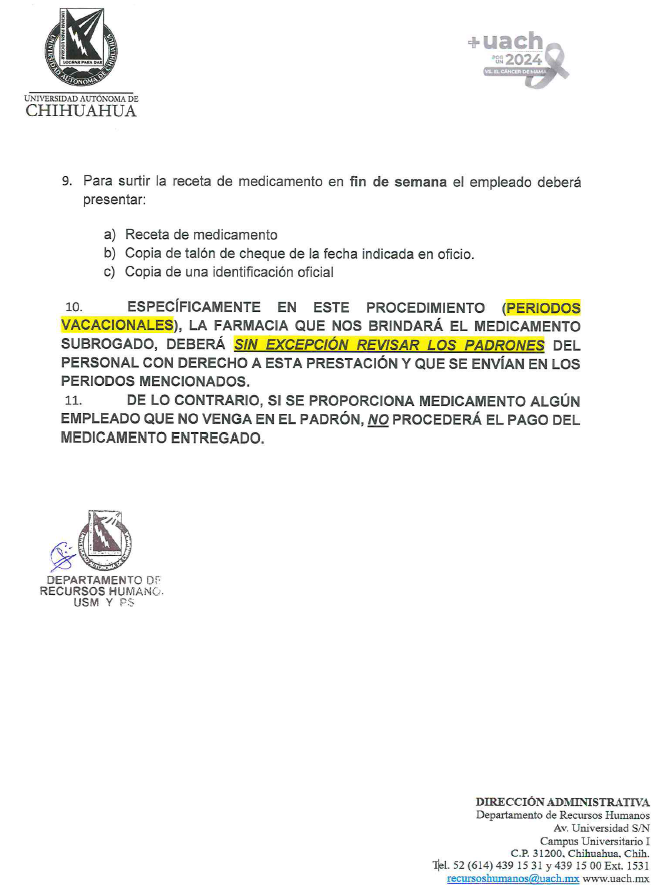 UNIVERSIDAD AUTÓNOMA DE
CHIHUAHUA
+uach
POR UN 2024
9. Para surtir la receta de medicamento en fin de semana el empleado deberá
presentar:
a) Receta de medicamento
b) Copia de talón de cheque de la fecha indicada en oficio.
c) Copia de una identificación oficial
10. ESPECÍFICAMENTE EN ESTE PROCEDIMIENTO (PERIODOS
VACACIONALES), LA FARMACIA QUE NOS BRINDARÁ EL MEDICAMENTO
SUBROGADO, DEBERÁ SIN EXCEPCIÓN REVISAR LOS PADRONES DEL
PERSONAL CON DERECHO A ESTA PRESTACIÓN Y QUE SE ENVÍAN EN LOS
PERIODOS MENCIONADOS.
11. DE LO CONTRARIO, SI SE PROPORCIONA MEDICAMENTO ALGÚN
EMPLEADO QUE NO VENGA EN EL PADRÓN, NO PROCEDERÁ EL PAGO DEL
MEDICAMENTO ENTREGADO.
DEPARTAMENTO DE
RECURSOS HUMANO
USM Y PS
DIRECCIÓN ADMINISTRATIVA
Departamento de Recursos Humanos
Av. Universidad S/N
Campus Universitario I
C.P. 31200, Chihuahua, Chih.
Tel. 52 (614) 439 15 31 y 439 15 00 Ext. 1531
recursoshumanos@uach.mx www.uach.mx